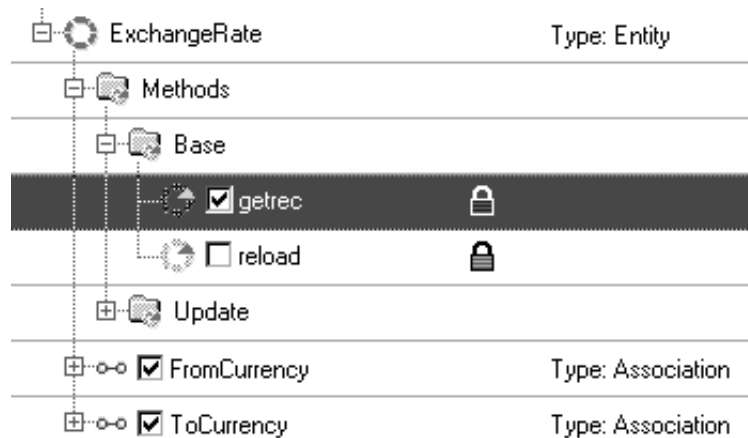 ExchangeRate Type: Entity
Methods
Base
getrec
reload
Update
FromCurrency Type: Association
ToCurrency Type: Association